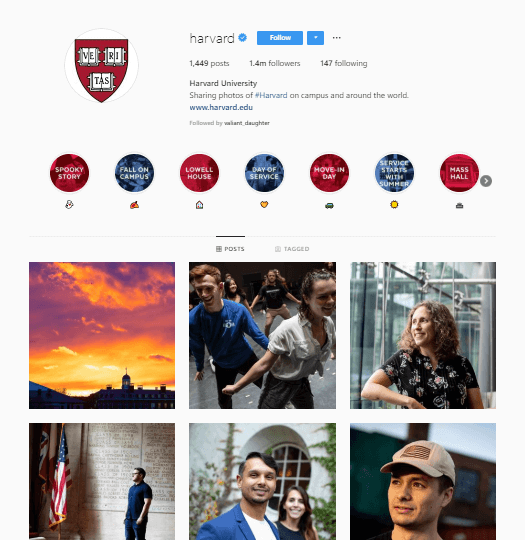 harvard Follow
1,449 posts 1.4m followers 147 following
Harvard University
Sharing photos of #Harvard on campus and around the world.
www.harvard.edu
Followed by valiant_daughter
VE RI
TAS
SPOOKY
STORY
FALL ON
CAMPUS
LOWELL
HOUSE
DAY OF
SERVICE
MOVE-IN
DAY
SERVICE
STARTS
WITH
SUMMER
MASS
HALL
POSTS TAGGED